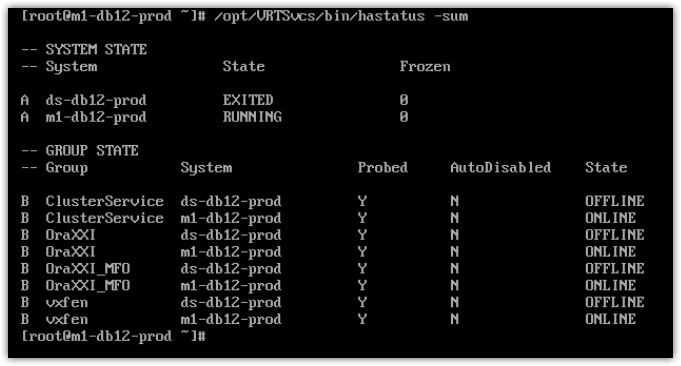 [root@m1-db12-prod ~]# /opt/VRTSvcs/bin/hastatus -sum
-- SYSTEM STATE
-- System State Frozen
A ds-db12-prod EXITED 0
A m1-db12-prod RUNNING 0
-- GROUP STATE
-- Group System Probed AutoDisabled State
B ClusterService ds-db12-prod Y N OFFLINE
B ClusterService m1-db12-prod Y N ONLINE
B OraXXI ds-db12-prod Y N OFFLINE
B OraXXI m1-db12-prod Y N ONLINE
B OraXXI_MFO ds-db12-prod Y N OFFLINE
B OraXXI_MFO m1-db12-prod Y N ONLINE
B vxfen ds-db12-prod Y N OFFLINE
B vxfen m1-db12-prod Y N ONLINE
[root@m1-db12-prod ~]#